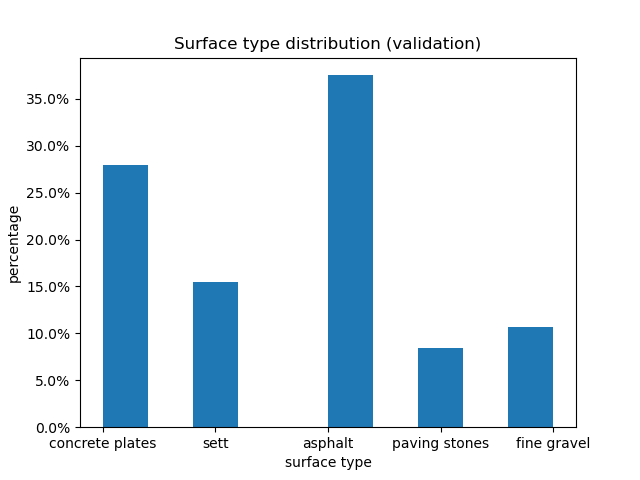 Surface type distribution (validation)
35.0%
30.0%
25.0%
20.0%
15.0%
10.0%
5.0%
0.0%
percentage
concrete plates sett asphalt paving stones fine gravel
surface type